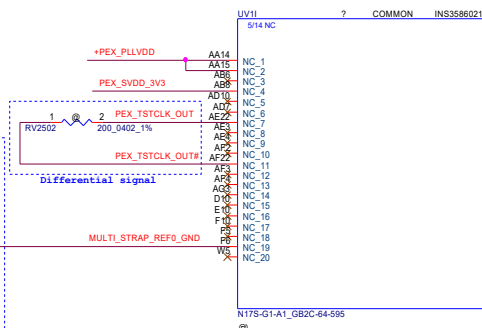 UV1I ? COMMON INS3586021
5/14 NC
+PEX_PLLVDD
AA14 NC_1
AA15 NC_2
AB6 NC_3
PEX_SVDD_3V3 AB8 NC_4
AD10 NC_5
AD7 NC_6
1 @ 2 PEX_TSTCLK_OUT AE22 NC_7
RV2502 200_0402_1% AE3 NC_8
AE4 NC_9
AF2 NC_10
PEX_TSTCLK_OUT# AF22 NC_11
AF3 NC_12
AF4 NC_13
Differential signal
AG3 NC_14
D10 NC_15
E10 NC_16
F10 NC_17
F5 NC_18
MULTI_STRAP_REF0_GND F6 NC_19
W5 NC_20
N17S-G1-A1_GB2C-64-595
@